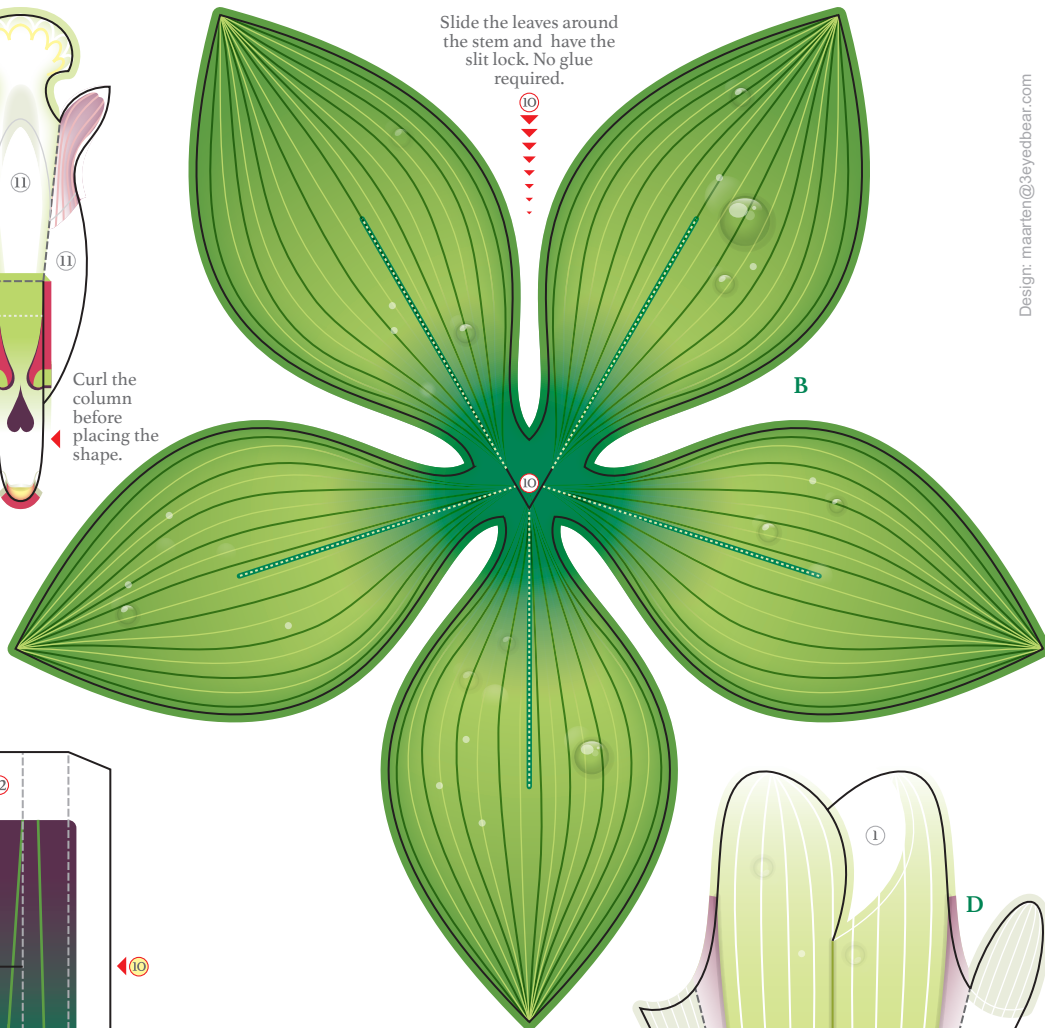 Slide the leaves around
the stem and have the
slit lock. No glue
required.
10
Design: maarten@3eyedbear.com
11
11
Curl the
column
before
placing the
shape.
B
10
2
1
D
10